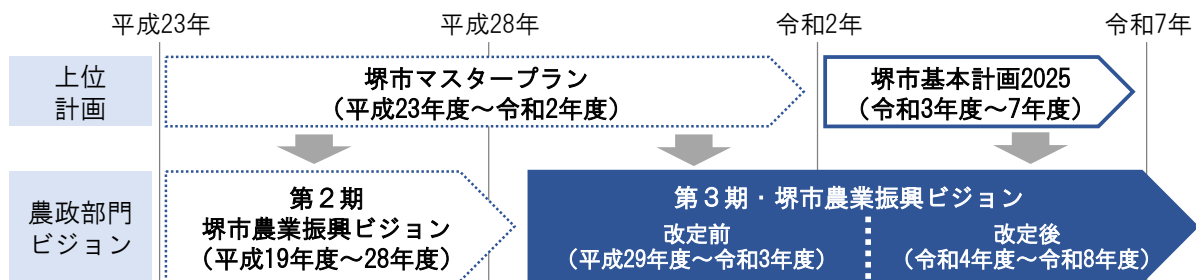 平成23年
平成28年
令和2年
令和7年
上位
計画
堺市マスタープラン
（平成23年度～令和2年度）
堺市基本計画2025
（令和3年度～7年度）
農政部門
ビジョン
第２期
堺市農業振興ビジョン
（平成19年度～28年度）
第３期・堺市農業振興ビジョン
改定前
（平成29年度～令和3年度）
改定後
（令和4年度～令和8年度）